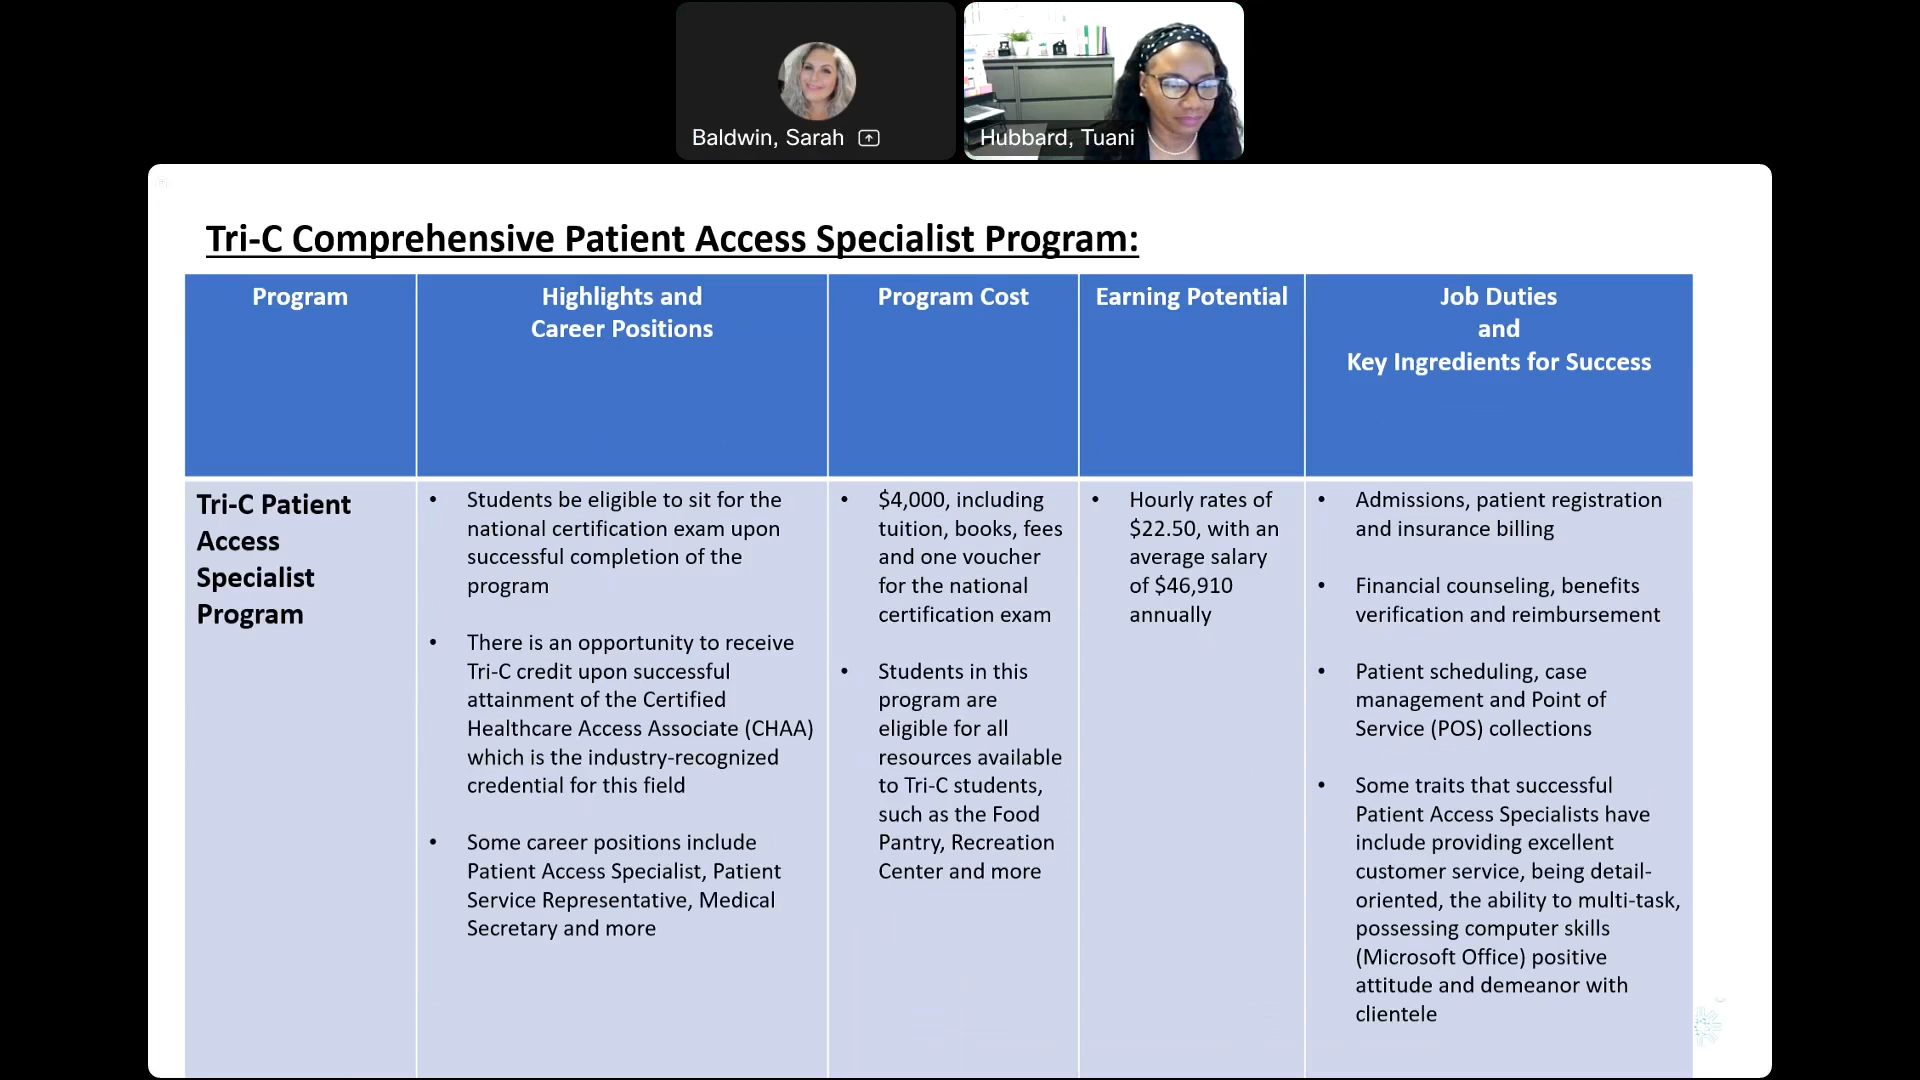 Baldwin, Sarah
Hubbard, Tuani
Tri-C Comprehensive Patient Access Specialist Program:
Program
Highlights and
Career Positions
Program Cost
Earning Potential
Job Duties
and
Key Ingredients for Success
Tri-C Patient
Access
Specialist
Program
• Students be eligible to sit for the
national certification exam upon
successful completion of the
program
• There is an opportunity to receive
Tri-C credit upon successful
attainment of the Certified
Healthcare Access Associate (CHAA)
which is the industry-recognized
credential for this field
• Some career positions include
Patient Access Specialist, Patient
Service Representative, Medical
Secretary and more
• $4,000, including
tuition, books, fees
and one voucher
for the national
certification exam
• Students in this
program are
eligible for all
resources available
to Tri-C students,
such as the Food
Pantry, Recreation
Center and more
• Hourly rates of
$22.50, with an
average salary
of $46,910
annually
• Admissions, patient registration
and insurance billing
• Financial counseling, benefits
verification and reimbursement
• Patient scheduling, case
management and Point of
Service (POS) collections
• Some traits that successful
Patient Access Specialists have
include providing excellent
customer service, being detail-
oriented, the ability to multi-task,
possessing computer skills
(Microsoft Office) positive
attitude and demeanor with
clientele